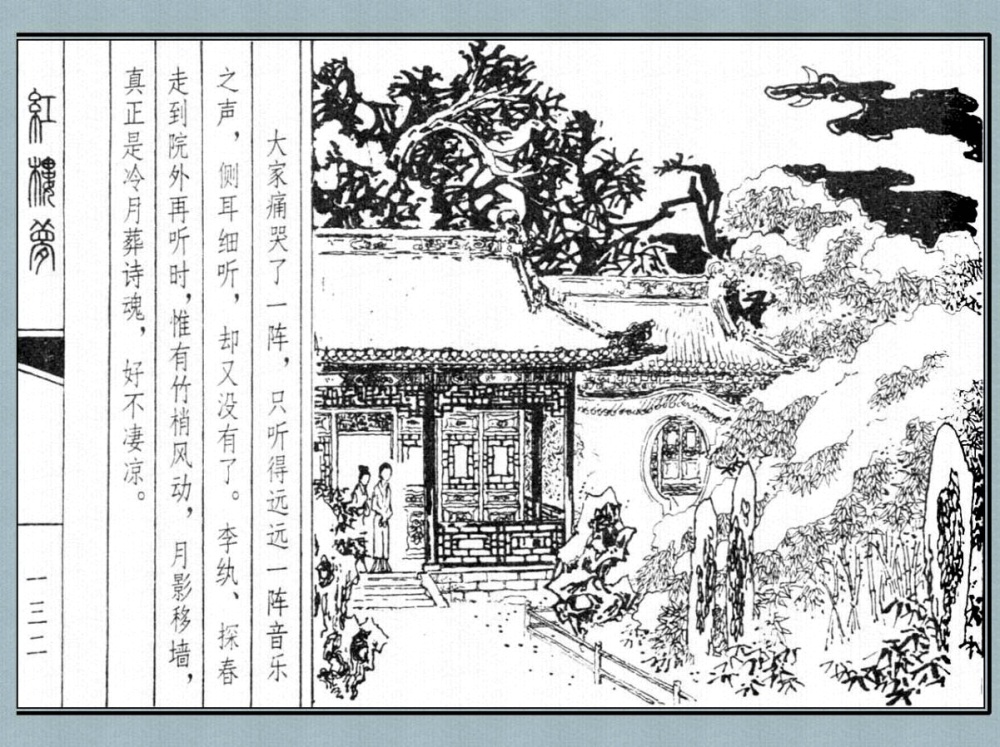 大家痛哭了一阵，只听得远远一阵音乐
之声，侧耳细听，却又没有了。李纨、探春
走到院外再听时，惟有竹梢风动，月影移墙，
真正是冷月葬诗魂，好不凄凉。
紅樓夢
一三二